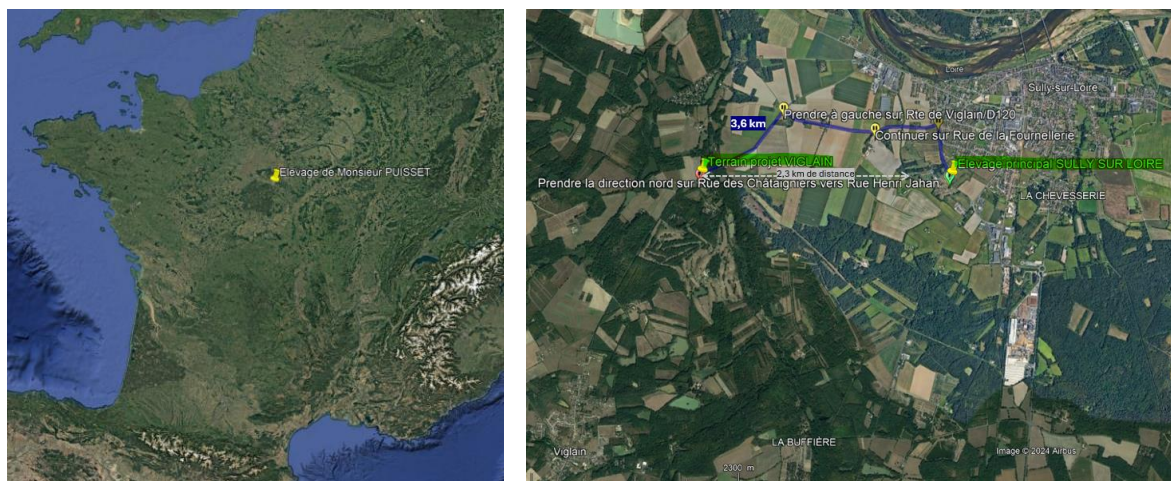 Elevage de Monsieur PUISSET
Loire
Sully-sur-Loire
Prendre à gauche sur Rte de Viglain/D120
3,6 km
Continuer sur Rue de la Fournellerie
Terrain projet VIGLAIN
Elevage principal SULLY SUR LOIRE
2,3 km de distance
Prendre la direction nord sur Rue des Châtaigniers vers Rue Henri Jahan
LA CHEVESSERIE
LA BUFFIÈRE
Viglain
Image © 2024 Airbus
2300 m